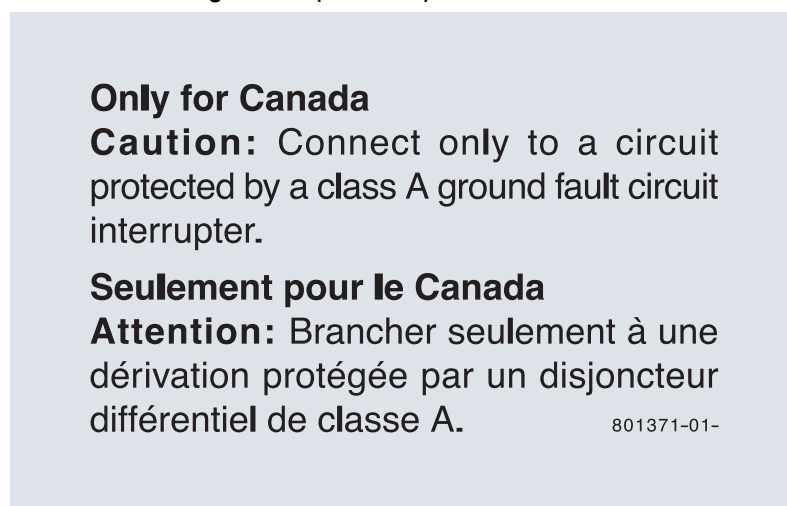 Only for Canada
Caution: Connect only to a circuit
protected by a class A ground fault circuit
interrupter.
Seulement pour le Canada
Attention: Brancher seulement à une
dérivation protégée par un disjoncteur
différentiel de classe A.
801371-01-